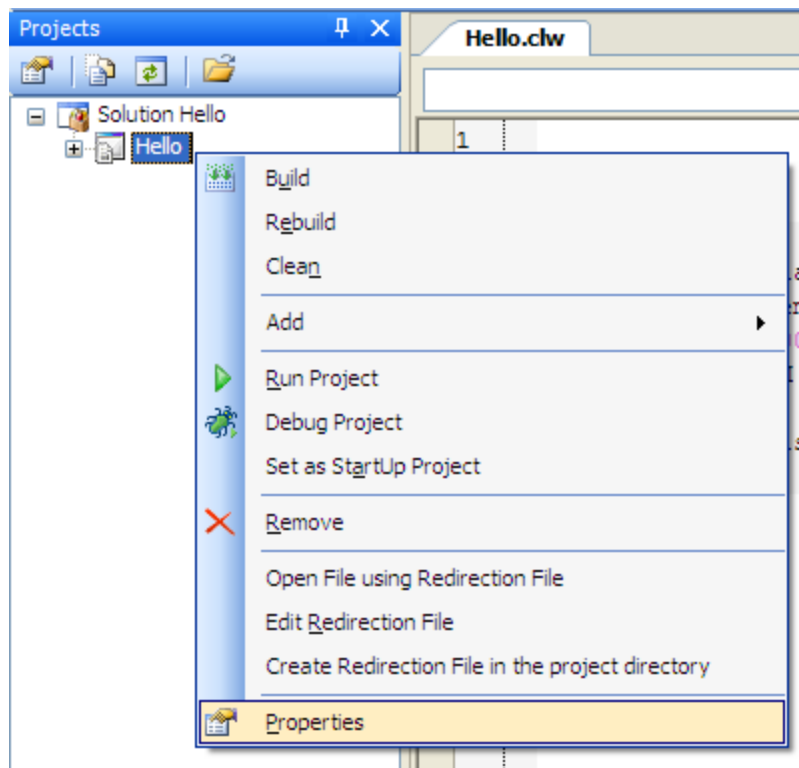 Projects
Hello.clw
Solution Hello
1
Hello
Build
Rebuild
Clean
Add
Run Project
Debug Project
Set as StartUp Project
Remove
Open File using Redirection File
Edit Redirection File
Create Redirection File in the project directory
Properties